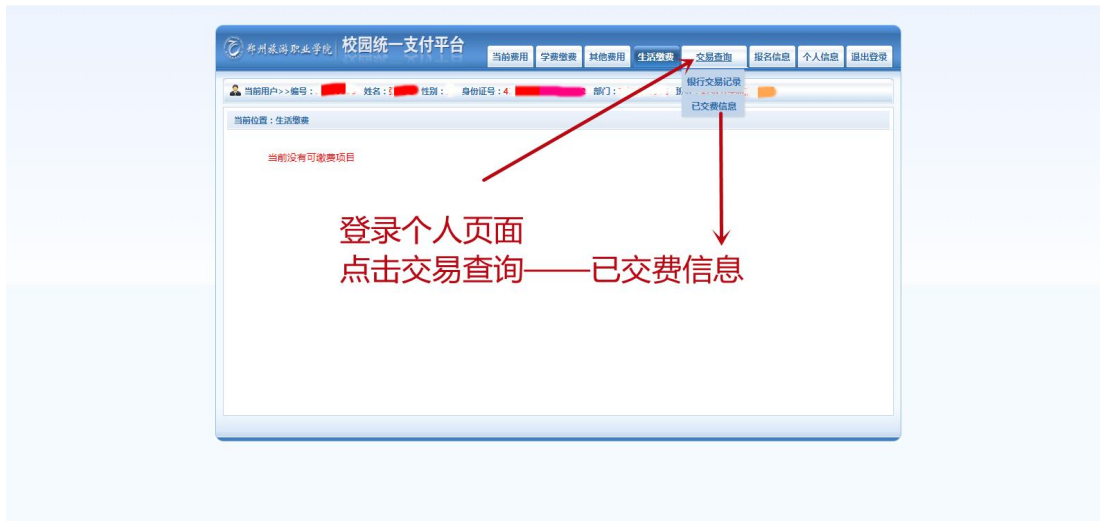 郑州旅游职业学院 校园统一支付平台
当前费用 学费缴费 其他费用 生活缴费 交易查询 报名信息 个人信息 退出登录
银行交易记录
已交费信息
当前用户>>编号: 姓名: 性别: 身份证号:4 部门:
当前位置:生活缴费
当前没有可缴费项目
登录个人页面
点击交易查询——已交费信息